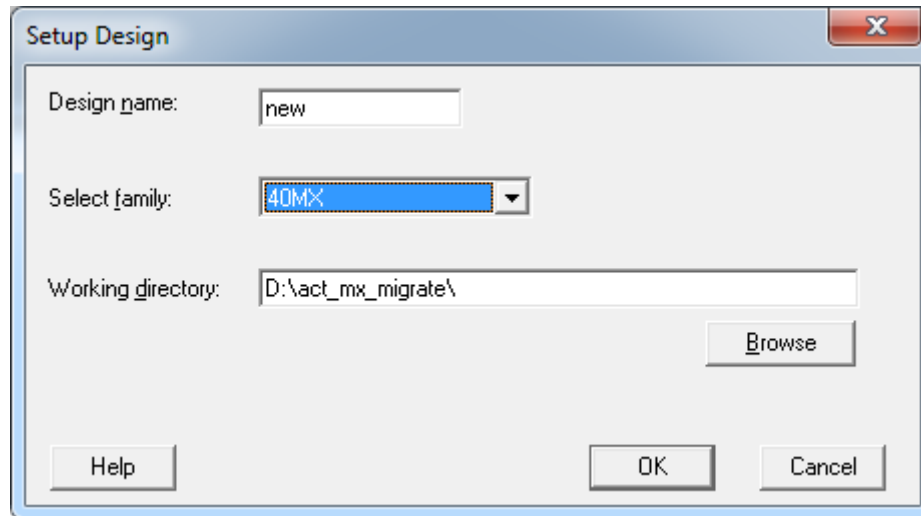 Setup Design
Design name: new
Select family: 40MX
Working directory: D:\act_mx_migrate\
Browse
Help OK Cancel